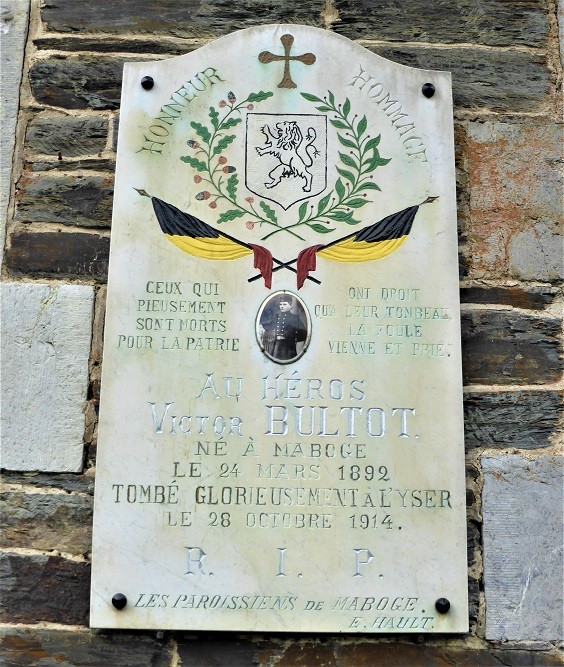 HONNEUR HOMMAGE
CEUX QUI
PIEUSEMENT
SONT MORTS
POUR LA PATRIE
ONT DROIT
QU'A LEUR TONBEAU
LA FOULE
VIENNE ET PRIE.
AU HÉROS
VICTOR BULTOT.
NÉ À MABOGE
LE 24 MARS 1892
TOMBÉ GLORIEUSEMENT À L'YSER
LE 28 OCTOBRE 1914.
R. I. P.
LES PAROISSIENS DE MABOGE.
E. HAULT.